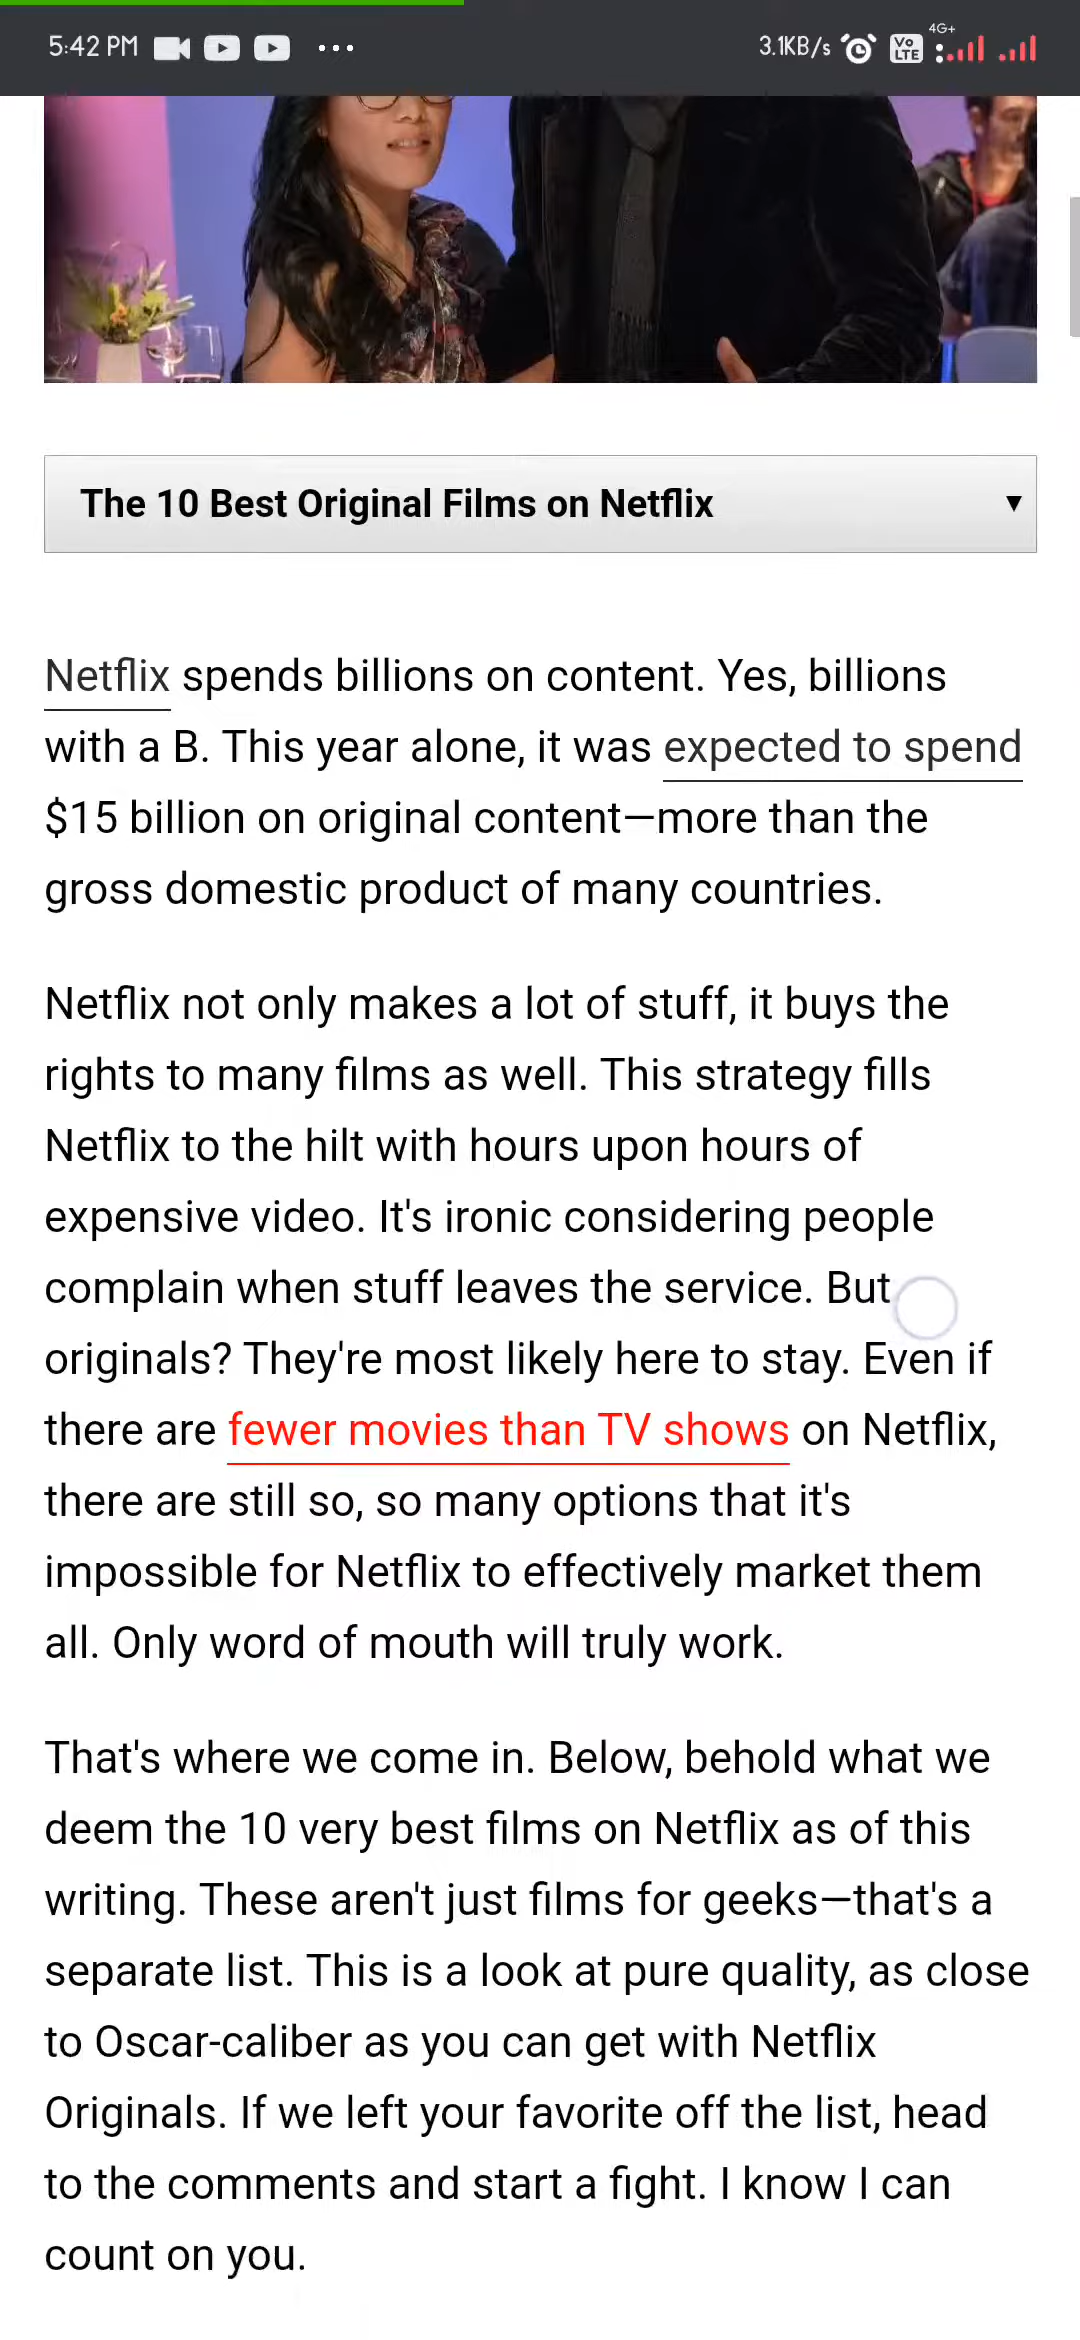 5:42 PM ... 3.1KB/s Vo LTE 4G+
The 10 Best Original Films on Netflix ▼
Netflix spends billions on content. Yes, billions
with a B. This year alone, it was expected to spend
$15 billion on original content—more than the
gross domestic product of many countries.
Netflix not only makes a lot of stuff, it buys the
rights to many films as well. This strategy fills
Netflix to the hilt with hours upon hours of
expensive video. It's ironic considering people
complain when stuff leaves the service. But
originals? They're most likely here to stay. Even if
there are fewer movies than TV shows on Netflix,
there are still so, so many options that it's
impossible for Netflix to effectively market them
all. Only word of mouth will truly work.
That's where we come in. Below, behold what we
deem the 10 very best films on Netflix as of this
writing. These aren't just films for geeks—that's a
separate list. This is a look at pure quality, as close
to Oscar-caliber as you can get with Netflix
Originals. If we left your favorite off the list, head
to the comments and start a fight. I know I can
count on you.